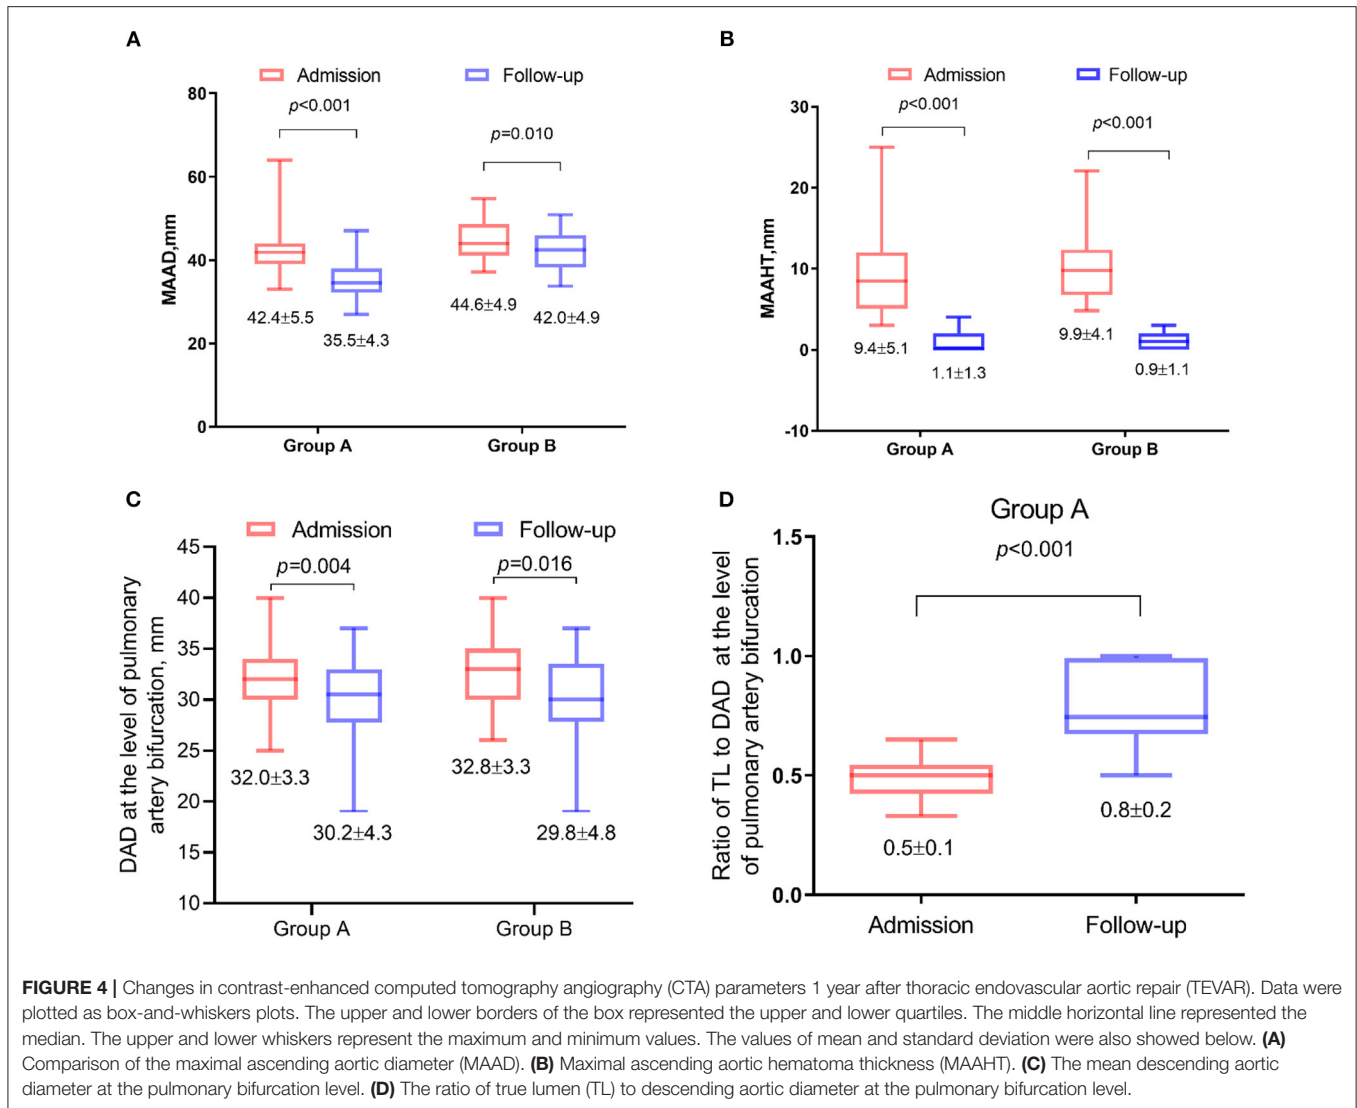 A
Admission
Follow-up
80
60
40
20
0
MAAD,mm
p<0.001
p=0.010
42.4±5.5
35.5±4.3
44.6±4.9
42.0±4.9
Group A
Group B
B
Admission
Follow-up
30
20
10
0
-10
MAAHT,mm
p<0.001
p<0.001
9.4±5.1
1.1±1.3
9.9±4.1
0.9±1.1
Group A
Group B
C
Admission
Follow-up
45
40
35
30
25
20
15
10
DAD at the level of pulmonary
artery bifurcation, mm
p=0.004
p=0.016
32.0±3.3
30.2±4.3
32.8±3.3
29.8±4.8
Group A
Group B
D
Group A
1.5
1.0
0.5
0.0
Ratio of TL to DAD at the level
of pulmonary artery bifurcation
p<0.001
0.5±0.1
0.8±0.2
Admission
Follow-up
FIGURE 4 | Changes in contrast-enhanced computed tomography angiography (CTA) parameters 1 year after thoracic endovascular aortic repair (TEVAR). Data were
plotted as box-and-whiskers plots. The upper and lower borders of the box represented the upper and lower quartiles. The middle horizontal line represented the
median. The upper and lower whiskers represent the maximum and minimum values. The values of mean and standard deviation were also showed below. (A)
Comparison of the maximal ascending aortic diameter (MAAD). (B) Maximal ascending aortic hematoma thickness (MAAHT). (C) The mean descending aortic
diameter at the pulmonary bifurcation level. (D) The ratio of true lumen (TL) to descending aortic diameter at the pulmonary bifurcation level.